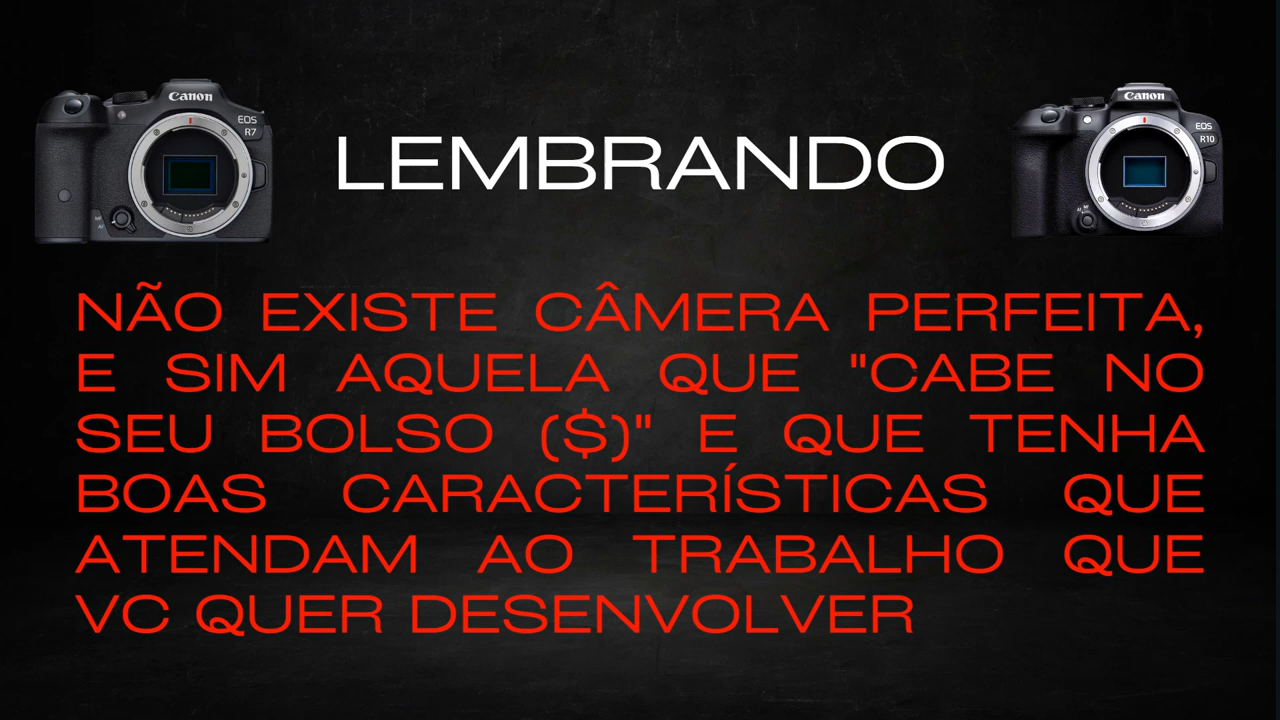 Canon
EOS
R7
LEMBRANDO
Canon
EOS
R10
NÃO EXISTE CÂMERA PERFEITA,
E SIM AQUELA QUE "CABE NO
SEU BOLSO ($)" E QUE TENHA
BOAS CARACTERÍSTICAS QUE
ATENDAM AO TRABALHO QUE
VC QUER DESENVOLVER